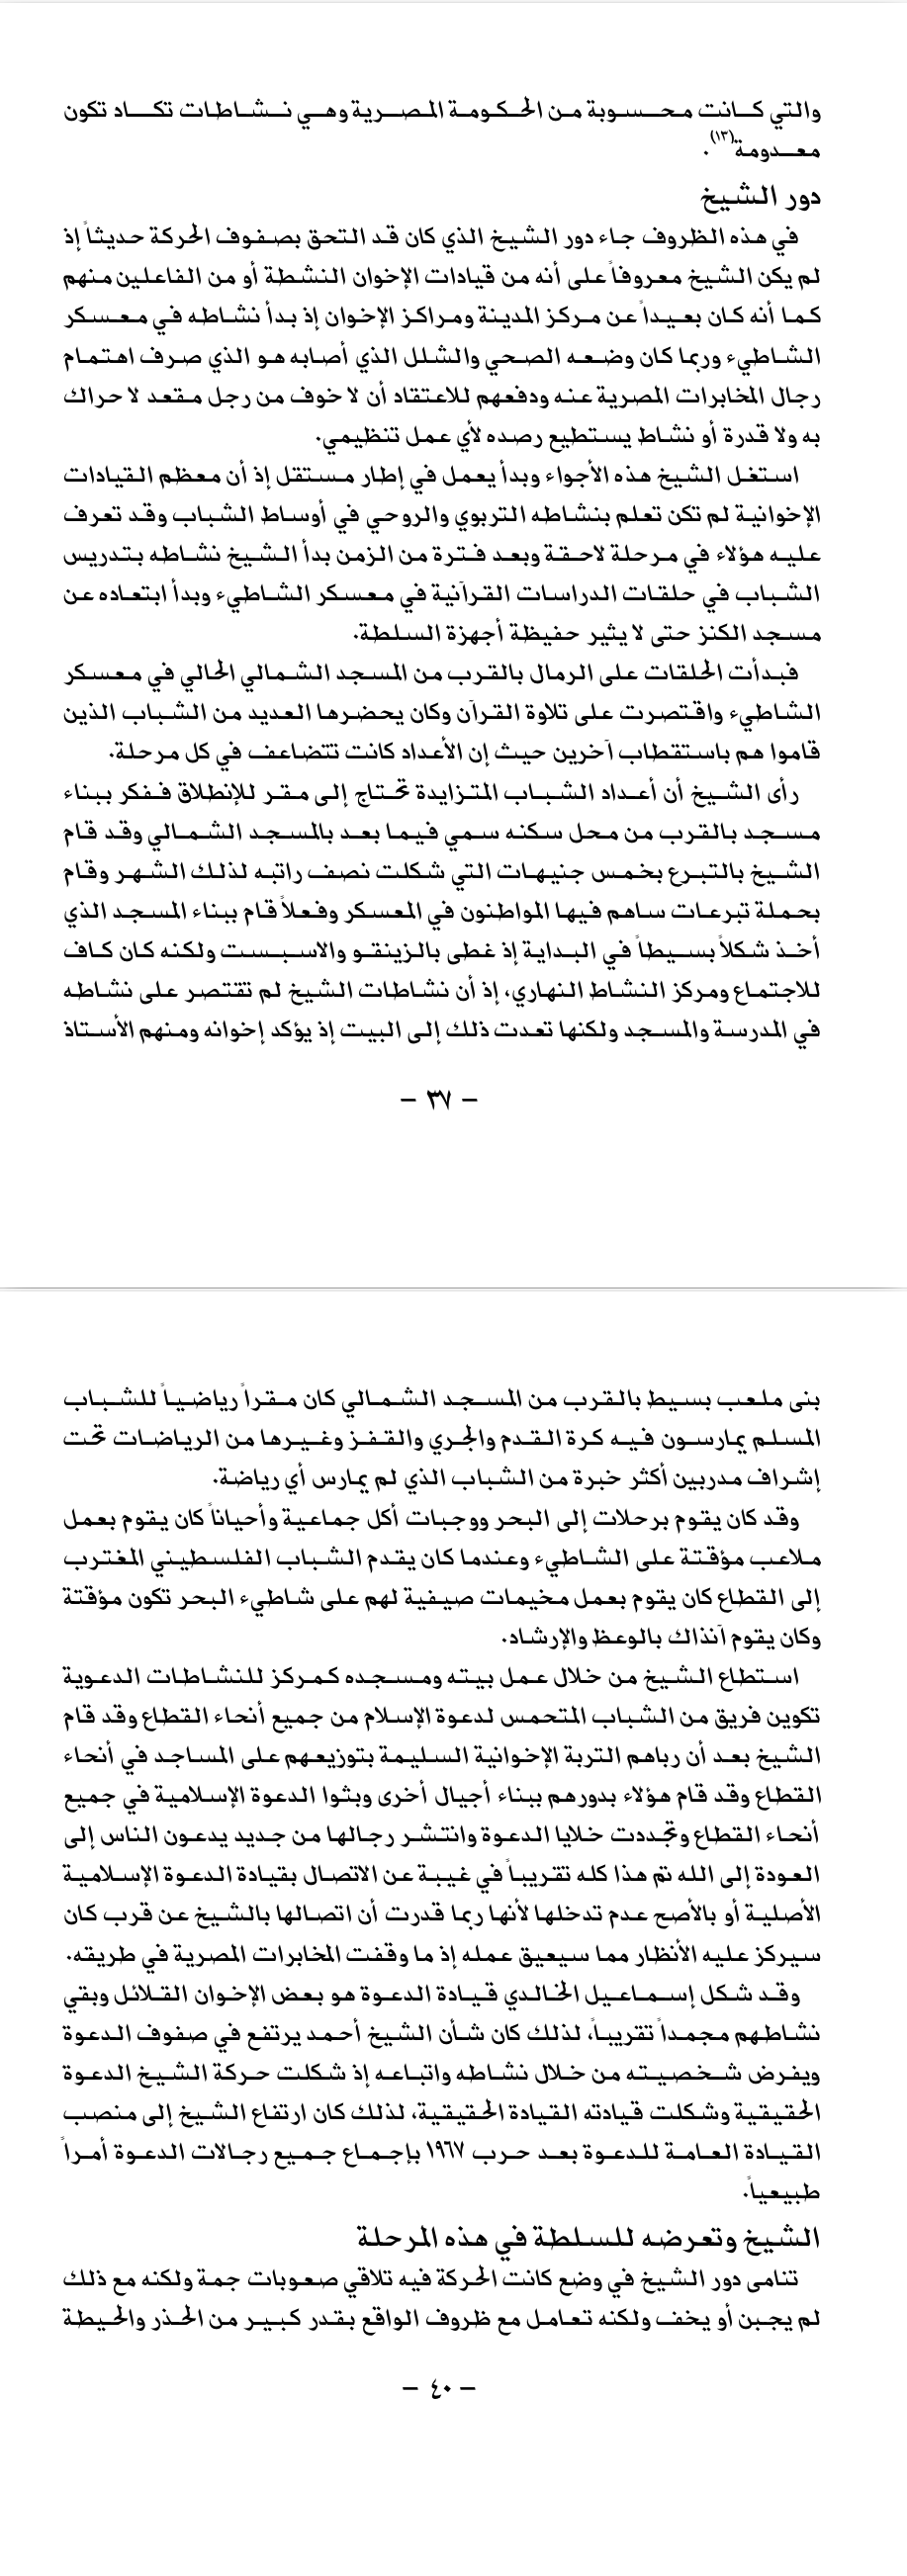 والتي كانت محسوبة من الحكومة المصرية وهي نشاطات تكاد تكون
معدومة(١٣).
دور الشيخ
في هذه الظروف جاء دور الشيخ الذي كان قد التحق بصفوف الحركة حديثاً إذ
لم يكن الشيخ معروفاً على أنه من قيادات الإخوان النشطة أو من الفاعلين منهم
كما أنه كان بعيداً عن مركز المدينة ومراكز الإخوان إذ بدأ نشاطه في معسكر
الشاطيء وربما كان وضعه الصحي والشلل الذي أصابه هو الذي صرف اهتمام
رجال المخابرات المصرية عنه ودفعهم للاعتقاد أن لا خوف من رجل مقعد لا حراك
به ولا قدرة أو نشاط يستطيع رصده لأي عمل تنظيمي.
استغل الشيخ هذه الأجواء وبدأ يعمل في إطار مستقل إذ أن معظم القيادات
الإخوانية لم تكن تعلم بنشاطه التربوي والروحي في أوساط الشباب وقد تعرف
عليه هؤلاء في مرحلة لاحقة وبعد فترة من الزمن بدأ الشيخ نشاطه بتدريس
الشباب في حلقات الدراسات القرآنية في معسكر الشاطيء وبدأ ابتعاده عن
مسجد الكنز حتى لا يثير حفيظة أجهزة السلطة.
فبدأت الحلقات على الرمال بالقرب من المسجد الشمالي الحالي في معسكر
الشاطيء واقتصرت على تلاوة القرآن وكان يحضرها العديد من الشباب الذين
قاموا هم باستقطاب آخرين حيث إن الأعداد كانت تتضاعف في كل مرحلة.
رأى الشيخ أن أعداد الشباب المتزايدة تحتاج إلى مقر للإنطلاق ففكر ببناء
مسجد بالقرب من محل سكنه سمي فيما بعد بالمسجد الشمالي وقد قام
الشيخ بالتبرع بخمس جنيهات التي شكلت نصف راتبه لذلك الشهر وقام
بحملة تبرعات ساهم فيها المواطنون في المعسكر وفعلاً قام ببناء المسجد الذي
أخذ شكلاً بسيطاً في البداية إذ غطى بالزينقو والاسبست ولكنه كان كاف
للاجتماع ومركز النشاط النهاري، إذ أن نشاطات الشيخ لم تقتصر على نشاطه
في المدرسة والمسجد ولكنها تعدت ذلك إلى البيت إذ يؤكد إخوانه ومنهم الأستاذ
- ٣٧ -
بنى ملعب بسيط بالقرب من المسجد الشمالي كان مقراً رياضياً للشباب
المسلم يمارسون فيه كرة القدم والجري والقفز وغيرها من الرياضات تحت
إشراف مدربين أكثر خبرة من الشباب الذي لم يمارس أي رياضة.
وقد كان يقوم برحلات إلى البحر ووجبات أكل جماعية وأحياناً كان يقوم بعمل
ملاعب مؤقتة على الشاطيء وعندما كان يقدم الشباب الفلسطيني المغترب
إلى القطاع كان يقوم بعمل مخيمات صيفية لهم على شاطيء البحر تكون مؤقتة
وكان يقوم آنذاك بالوعظ والإرشاد.
استطاع الشيخ من خلال عمل بيته ومسجده كمركز للنشاطات الدعوية
تكوين فريق من الشباب المتحمس لدعوة الإسلام من جميع أنحاء القطاع وقد قام
الشيخ بعد أن رباهم التربة الإخوانية السليمة بتوزيعهم على المساجد في أنحاء
القطاع وقد قام هؤلاء بدورهم ببناء أجيال أخرى وبثوا الدعوة الإسلامية في جميع
أنحاء القطاع وتجددت خلايا الدعوة وانتشر رجالها من جديد يدعون الناس إلى
العودة إلى الله تم هذا كله تقريباً في غيبة عن الاتصال بقيادة الدعوة الإسلامية
الأصلية أو بالأصح عدم تدخلها لأنها ربما قدرت أن اتصالها بالشيخ عن قرب كان
سيركز عليه الأنظار مما سيعيق عمله إذ ما وقفت المخابرات المصرية في طريقه.
وقد شكل إسماعيل الخالدي قيادة الدعوة هو بعض الإخوان القلائل وبقي
نشاطهم مجمداً تقريباً، لذلك كان شأن الشيخ أحمد يرتفع في صفوف الدعوة
ويفرض شخصيته من خلال نشاطه واتباعه إذ شكلت حركة الشيخ الدعوة
الحقيقية وشكلت قيادته القيادة الحقيقية، لذلك كان ارتفاع الشيخ إلى منصب
القيادة العامة للدعوة بعد حرب ١٩٦٧ بإجماع جميع رجالات الدعوة أمراً
طبيعياً.
الشيخ وتعرضه للسلطة في هذه المرحلة
تنامى دور الشيخ في وضع كانت الحركة فيه تلاقي صعوبات جمة ولكنه مع ذلك
لم يجبن أو يخف ولكنه تعامل مع ظروف الواقع بقدر كبير من الحذر والحيطة
- ٤٠ -